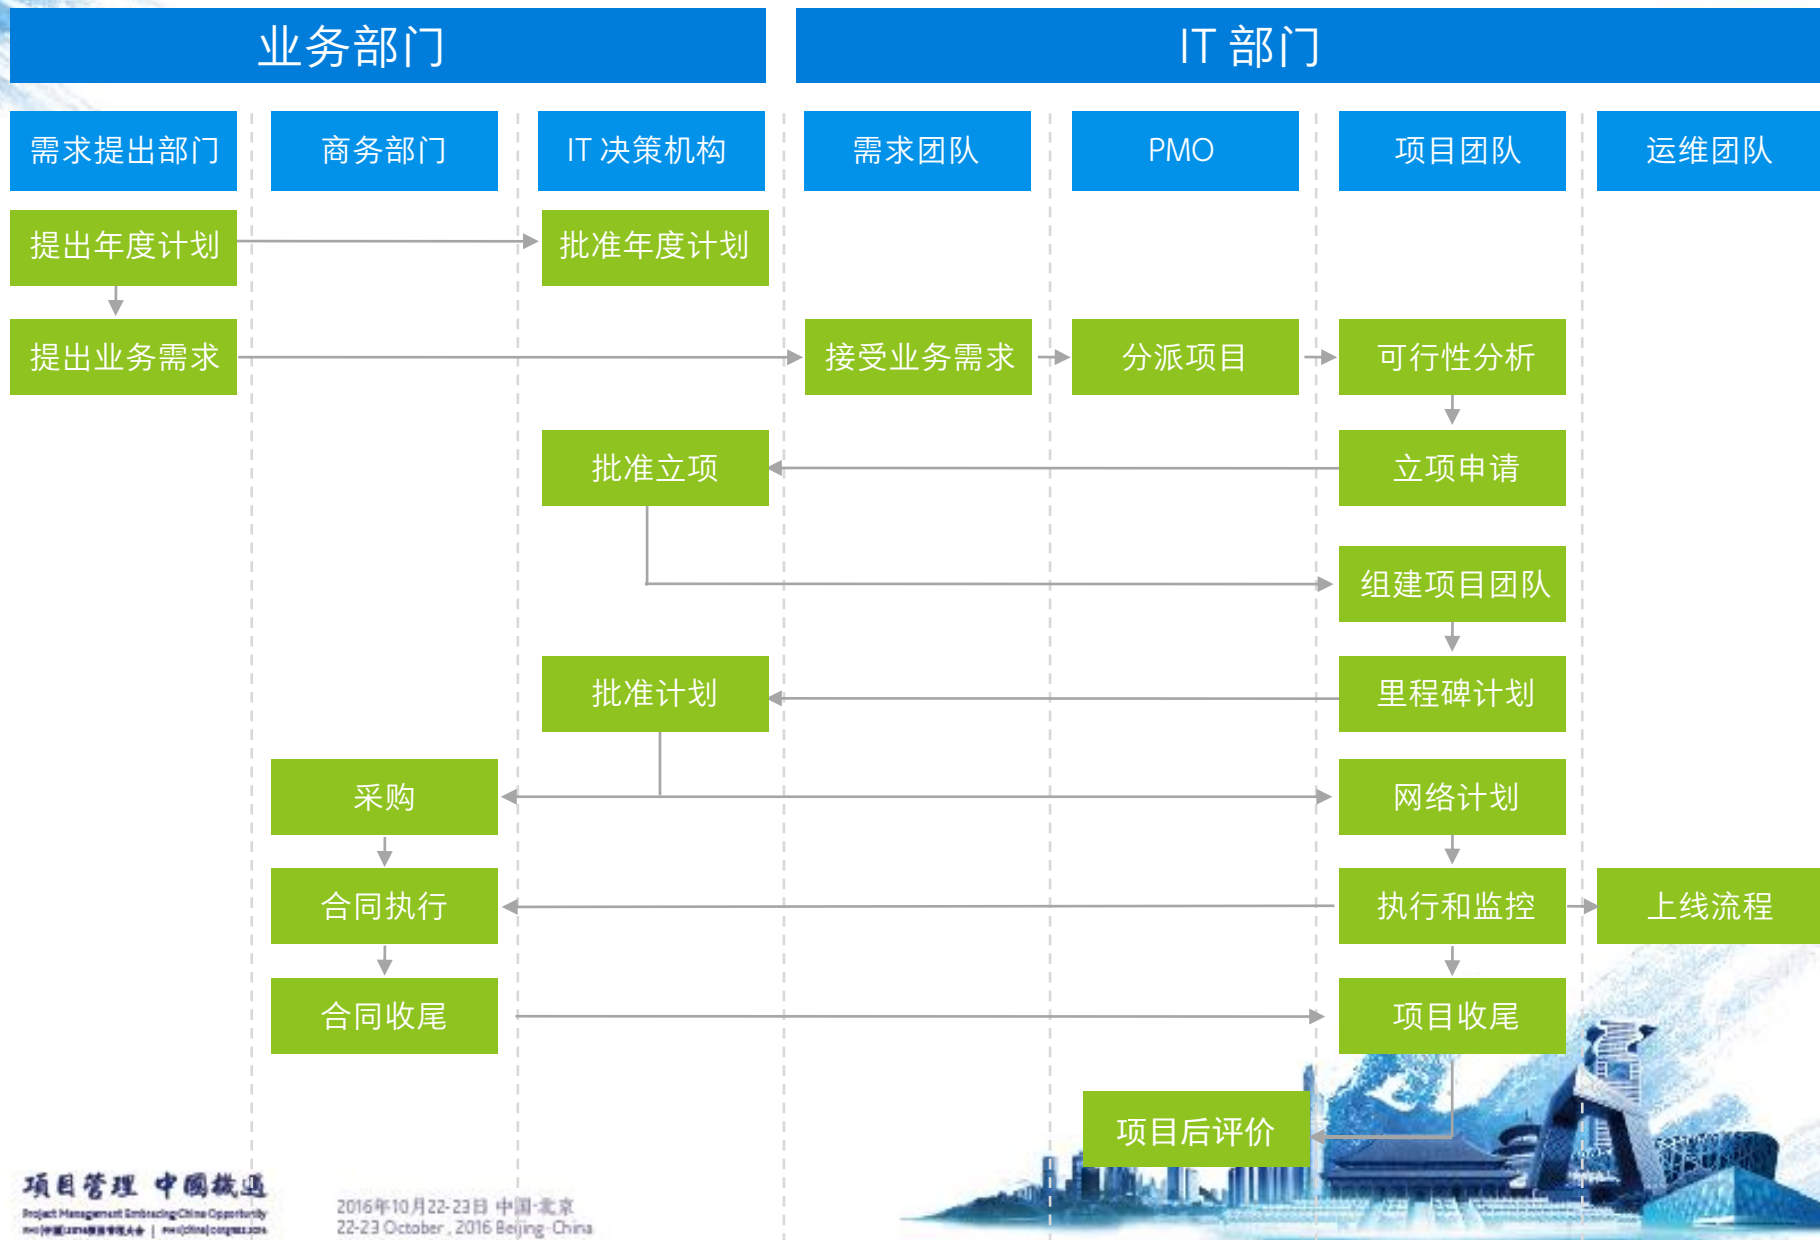 业务部门
IT 部门
需求提出部门
商务部门
IT 决策机构
需求团队
PMO
项目团队
运维团队
提出年度计划
批准年度计划
提出业务需求
接受业务需求
分派项目
可行性分析
批准立项
立项申请
组建项目团队
批准计划
里程碑计划
采购
网络计划
合同执行
执行和监控
上线流程
合同收尾
项目收尾
项目后评价
项目管理 中國機遇
Project Management Embracing China Opportunity
2016年10月22-23日 中国·北京
22-23 October , 2016 Beijing·China